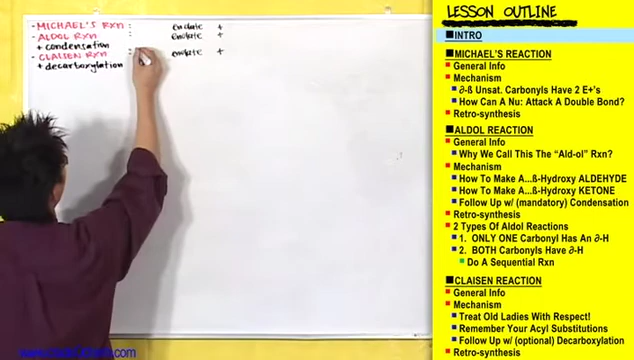 - MICHAEL'S RXN : enolate +
- ALDOL RXN : enolate +
+ condensation
- CLAISEN RXN : enolate +
+ decarboxylation
LESSON OUTLINE
INTRO
MICHAEL'S REACTION
General Info
Mechanism
∂-ß Unsat. Carbonyls Have 2 E+'s
How Can A Nu: Attack A Double Bond?
Retro-synthesis
ALDOL REACTION
General Info
Why We Call This The “Ald-ol” Rxn?
Mechanism
How To Make A...ß-Hydroxy ALDEHYDE
How To Make A...ß-Hydroxy KETONE
Follow Up w/ (mandatory) Condensation
Retro-synthesis
2 Types Of Aldol Reactions
1. ONLY ONE Carbonyl Has An ∂-H
2. BOTH Carbonyls Have ∂-H
Do A Sequential Rxn
CLAISEN REACTION
General Info
Mechanism
Treat Old Ladies With Respect!
Remember Your Acyl Substitutions
Follow Up w/ (optional) Decarboxylation
Retro-synthesis